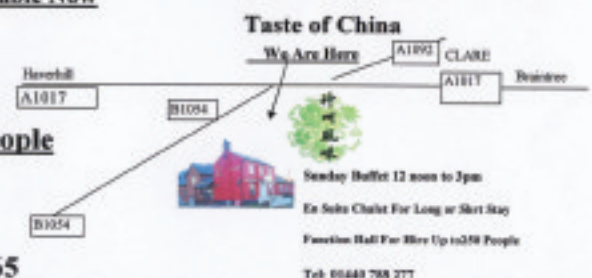 Taste of China
We Are Here
A1092 CLARE
Haverhill
A1017
A1017
Braintree
B1054
ople
B1054
Sunday Buffet 12 noon to 3pm
En Suite Chalet For Long or Shrt Stay
Function Hall For Hire Up to250 People
65
Tel: 01440 788 277